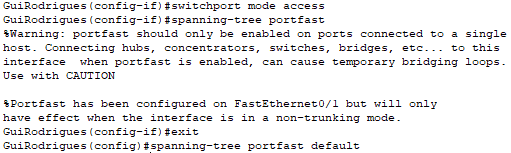 GuiRodrigues(config-if)#switchport mode access
GuiRodrigues(config-if)#spanning-tree portfast
%Warning: portfast should only be enabled on ports connected to a single
host. Connecting hubs, concentrators, switches, bridges, etc... to this
interface  when portfast is enabled, can cause temporary bridging loops.
Use with CAUTION

%Portfast has been configured on FastEthernet0/1 but will only
have effect when the interface is in a non-trunking mode.
GuiRodrigues(config-if)#exit
GuiRodrigues(config)#spanning-tree portfast default